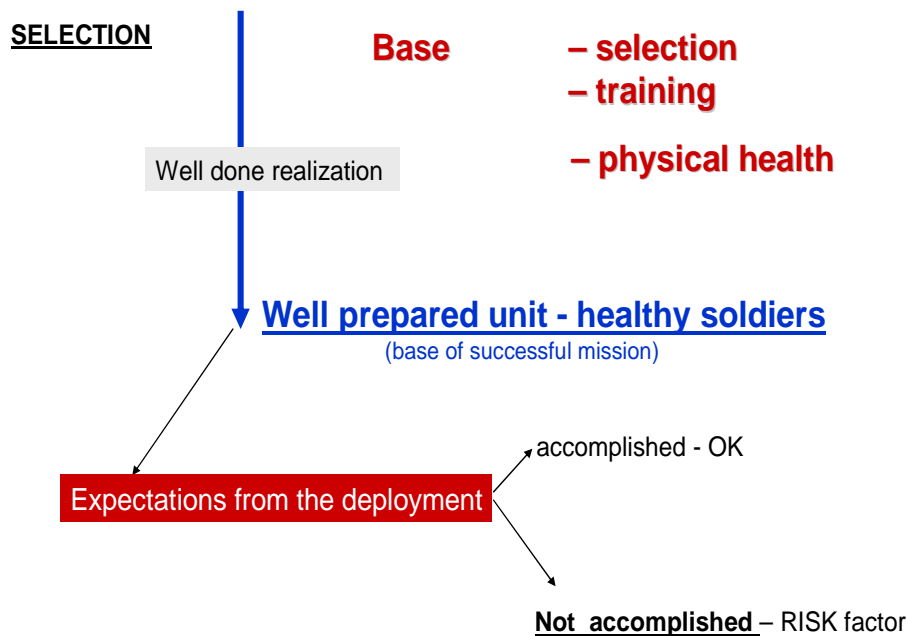 SELECTION
Base – selection
– training
– physical health
Well done realization
Well prepared unit - healthy soldiers
(base of successful mission)
accomplished - OK
Expectations from the deployment
Not accomplished – RISK factor